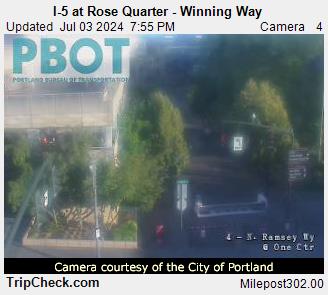 I-5 at Rose Quarter - Winning Way
Updated Jul 03 2024 7:55 PM Camera 4
PBOT
PORTLAND BUREAU OF TRANSPORTATION
4 - N. Ramsey Wy
@ One Ctr
Camera courtesy of the City of Portland
TripCheck.com Milepost302.00